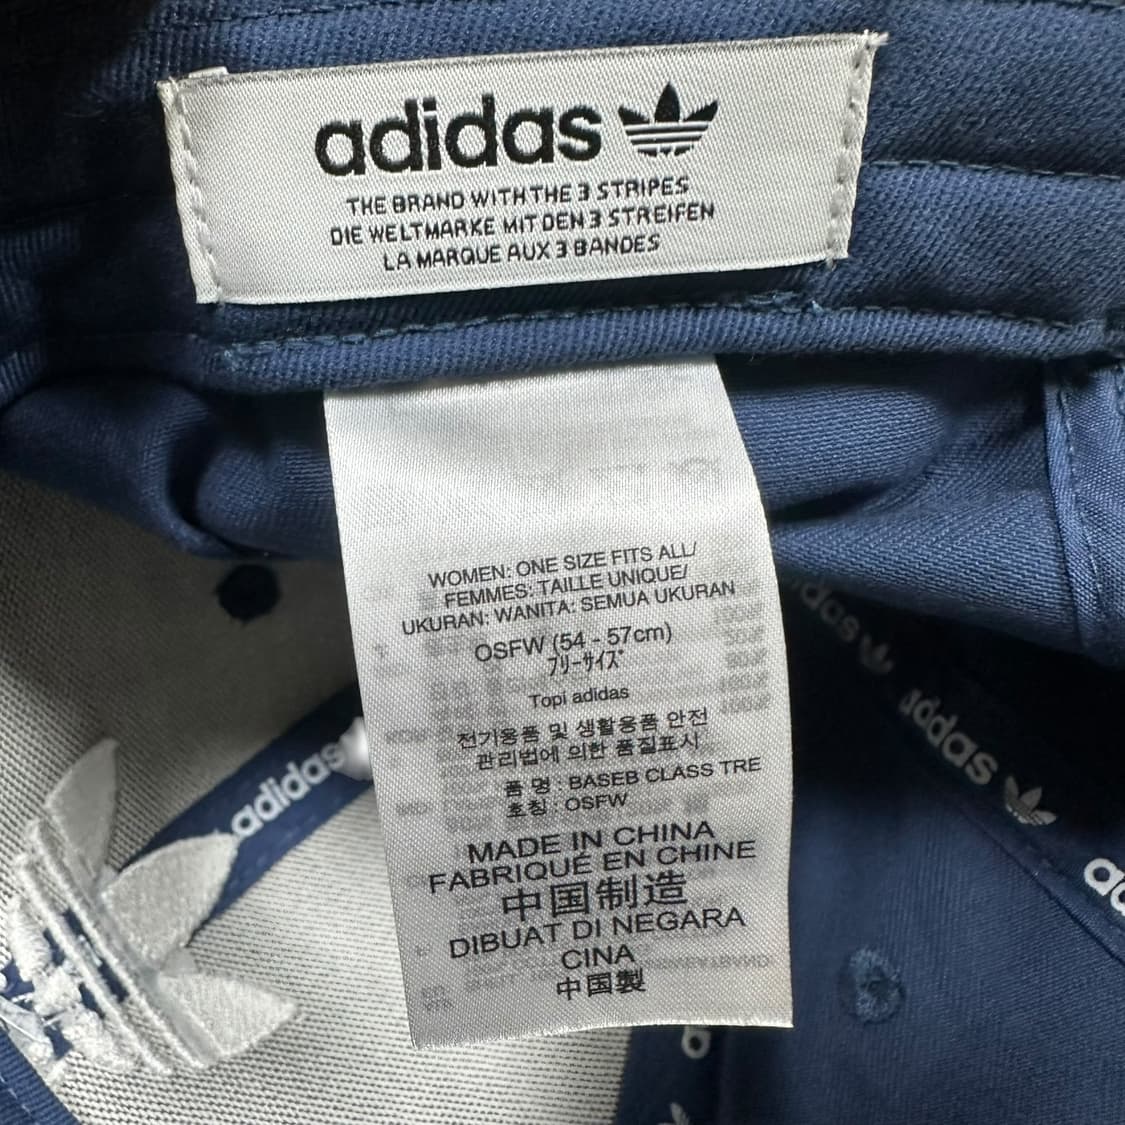 adidas
THE BRAND WITH THE 3 STRIPES
DIE WELTMARKE MIT DEN 3 STREIFEN
LA MARQUE AUX 3 BANDES
WOMEN: ONE SIZE FITS ALL/
FEMMES: TAILLE UNIQUE/
UKURAN: WANITA: SEMUA UKURAN
OSFW (54 - 57cm)
フリーサイズ
Topi adidas
전기용품 및 생활용품 안전
관리법에 의한 품질표시
품 명 : BASEB CLASS TRE
호칭 : OSFW
MADE IN CHINA
FABRIQUÉ EN CHINE
中国制造
DIBUAT DI NEGARA
CINA
中国製
adidas
adidas
adidas